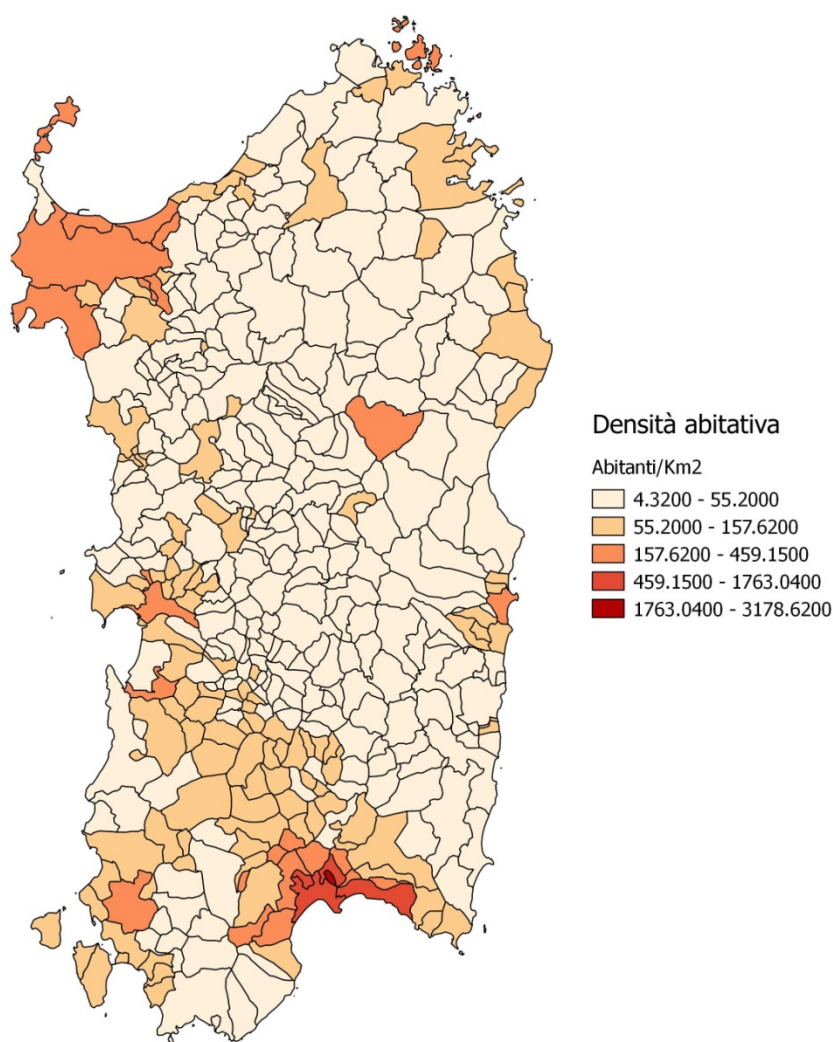 Densità abitativa
Abitanti/Km2
4.3200 - 55.2000
55.2000 - 157.6200
157.6200 - 459.1500
459.1500 - 1763.0400
1763.0400 - 3178.6200